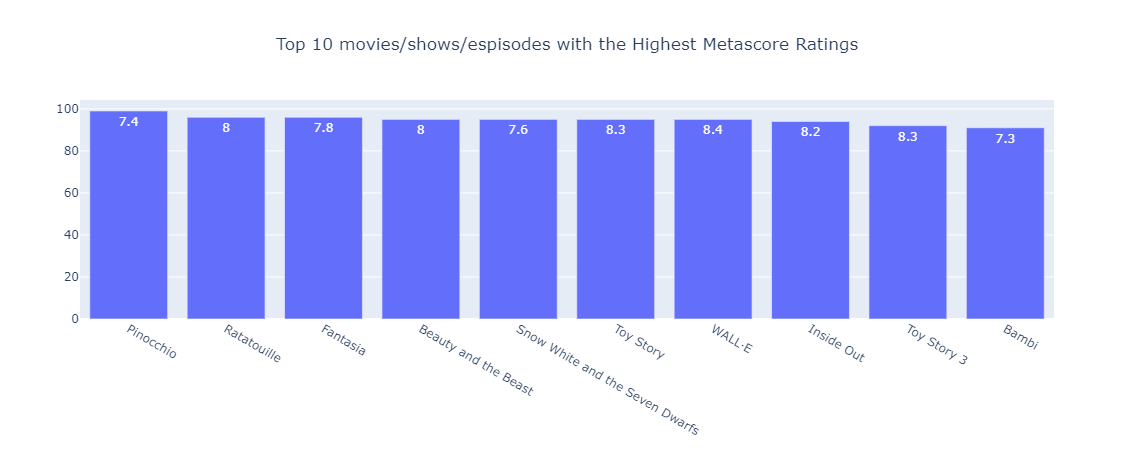 Top 10 movies/shows/espisodes with the Highest Metascore Ratings
100
80
60
40
20
0
7.4
8
7.8
8
7.6
8.3
8.4
8.2
8.3
7.3
Pinocchio
Ratatouille
Fantasia
Beauty and the Beast
Snow White and the Seven Dwarfs
Toy Story
WALL·E
Inside Out
Toy Story 3
Bambi